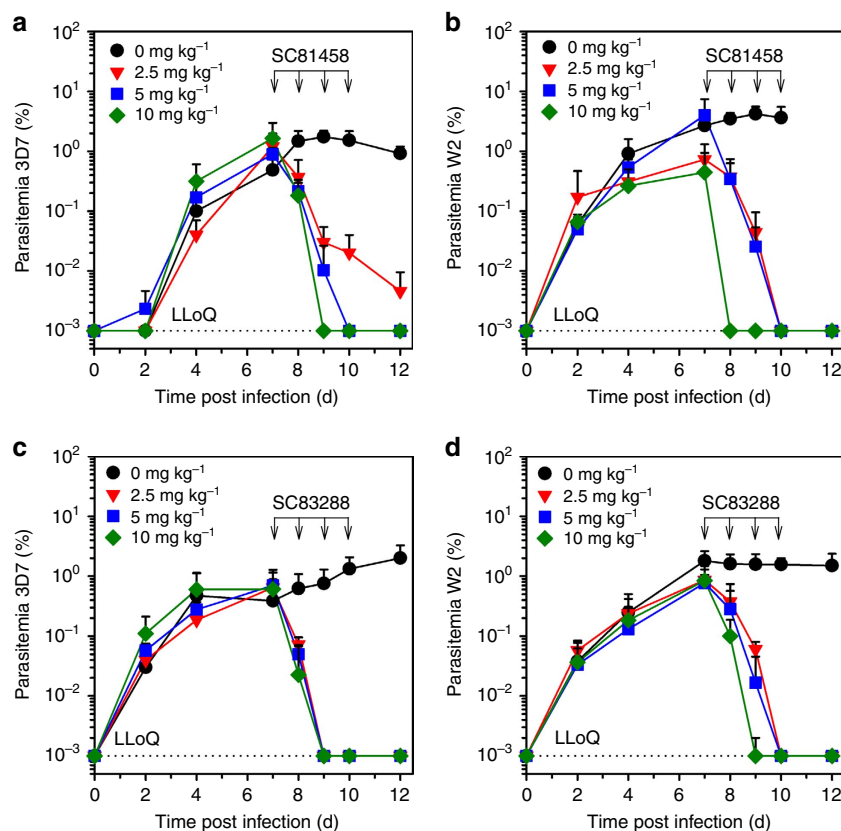 a
SC81458
0 mg kg⁻¹
2.5 mg kg⁻¹
5 mg kg⁻¹
10 mg kg⁻¹
LLoQ
10²
10¹
10⁰
10⁻¹
10⁻²
10⁻³
Parasitemia 3D7 (%)
0 2 4 6 8 10 12
Time post infection (d)
b
SC81458
0 mg kg⁻¹
2.5 mg kg⁻¹
5 mg kg⁻¹
10 mg kg⁻¹
LLoQ
10²
10¹
10⁰
10⁻¹
10⁻²
10⁻³
Parasitemia W2 (%)
0 2 4 6 8 10 12
Time post infection (d)
c
SC83288
0 mg kg⁻¹
2.5 mg kg⁻¹
5 mg kg⁻¹
10 mg kg⁻¹
LLoQ
10²
10¹
10⁰
10⁻¹
10⁻²
10⁻³
Parasitemia 3D7 (%)
0 2 4 6 8 10 12
Time post infection (d)
d
SC83288
0 mg kg⁻¹
2.5 mg kg⁻¹
5 mg kg⁻¹
10 mg kg⁻¹
LLoQ
10²
10¹
10⁰
10⁻¹
10⁻²
10⁻³
Parasitemia W2 (%)
0 2 4 6 8 10 12
Time post infection (d)